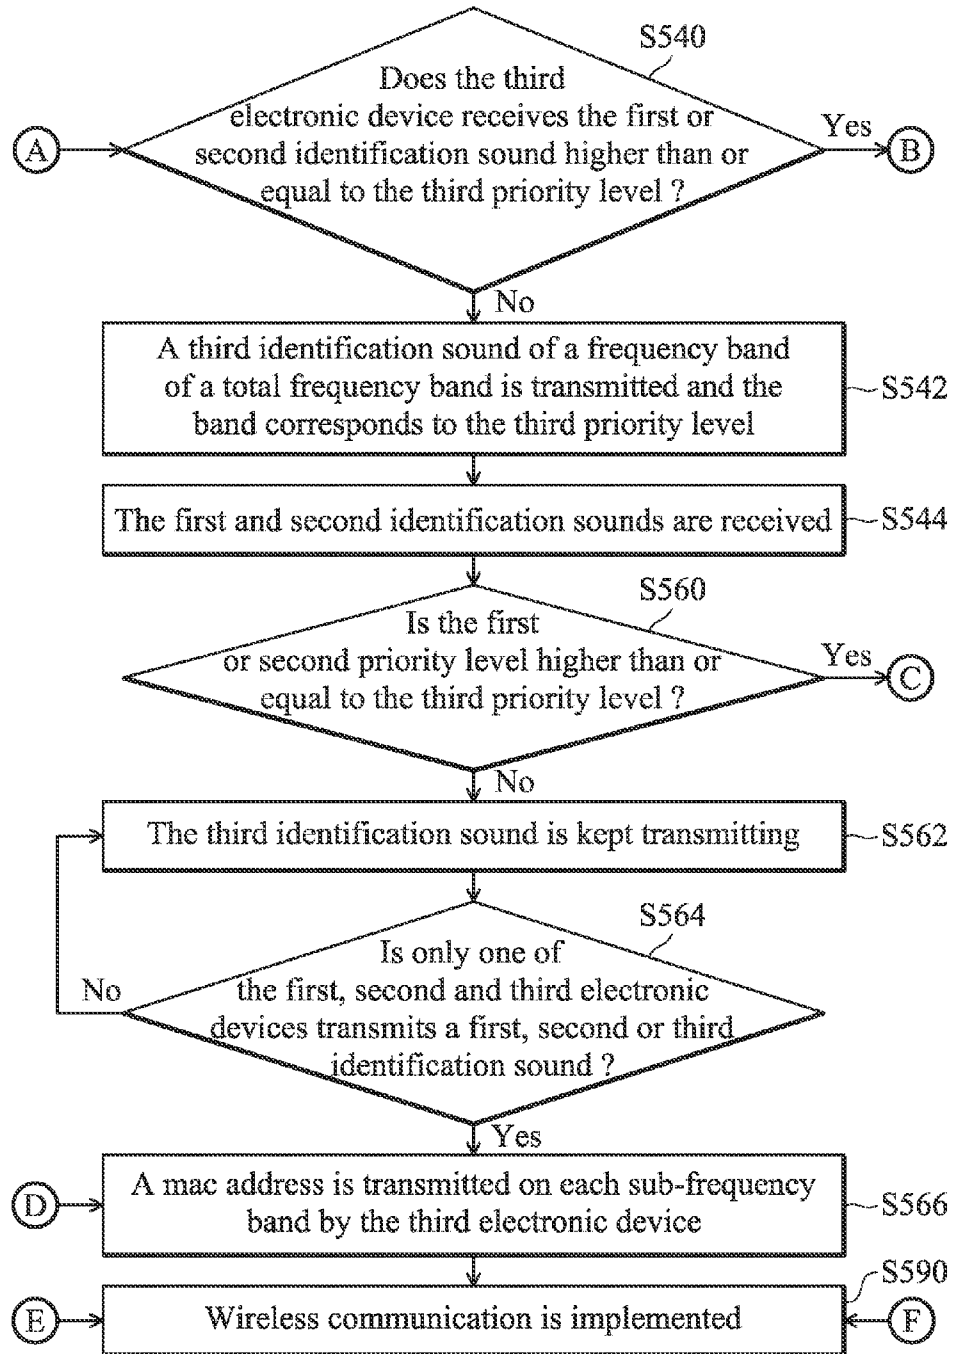 S540
Does the third
electronic device receives the first or
second identification sound higher than or
equal to the third priority level ?
A
Yes
B
No
A third identification sound of a frequency band
of a total frequency band is transmitted and the
band corresponds to the third priority level
S542
The first and second identification sounds are received
S544
S560
Is the first
or second priority level higher than or
equal to the third priority level ?
Yes
C
No
The third identification sound is kept transmitting
S562
S564
Is only one of
the first, second and third electronic
devices transmits a first, second or third
identification sound ?
No
Yes
D
A mac address is transmitted on each sub-frequency
band by the third electronic device
S566
S590
E
Wireless communication is implemented
F